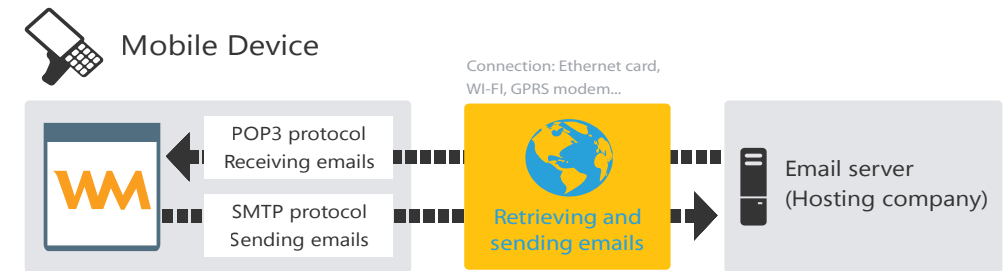 Mobile Device
Connection: Ethernet card,
WI-FI, GPRS modem...
POP3 protocol
Receiving emails
WM
SMTP protocol
Sending emails
Retrieving and
sending emails
Email server
(Hosting company)